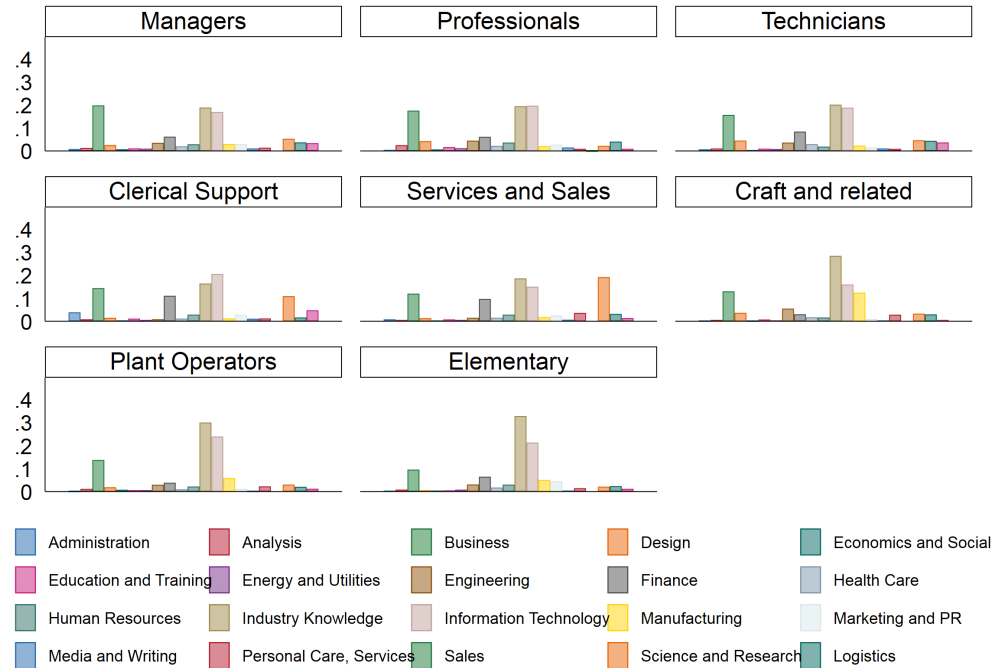 Managers Professionals Technicians
.4
.3
.2
.1
0
Clerical Support Services and Sales Craft and related
.4
.3
.2
.1
0
Plant Operators Elementary
.4
.3
.2
.1
0
Administration Analysis Business Design Economics and Social
Education and Training Energy and Utilities Engineering Finance Health Care
Human Resources Industry Knowledge Information Technology Manufacturing Marketing and PR
Media and Writing Personal Care, Services Sales Science and Research Logistics